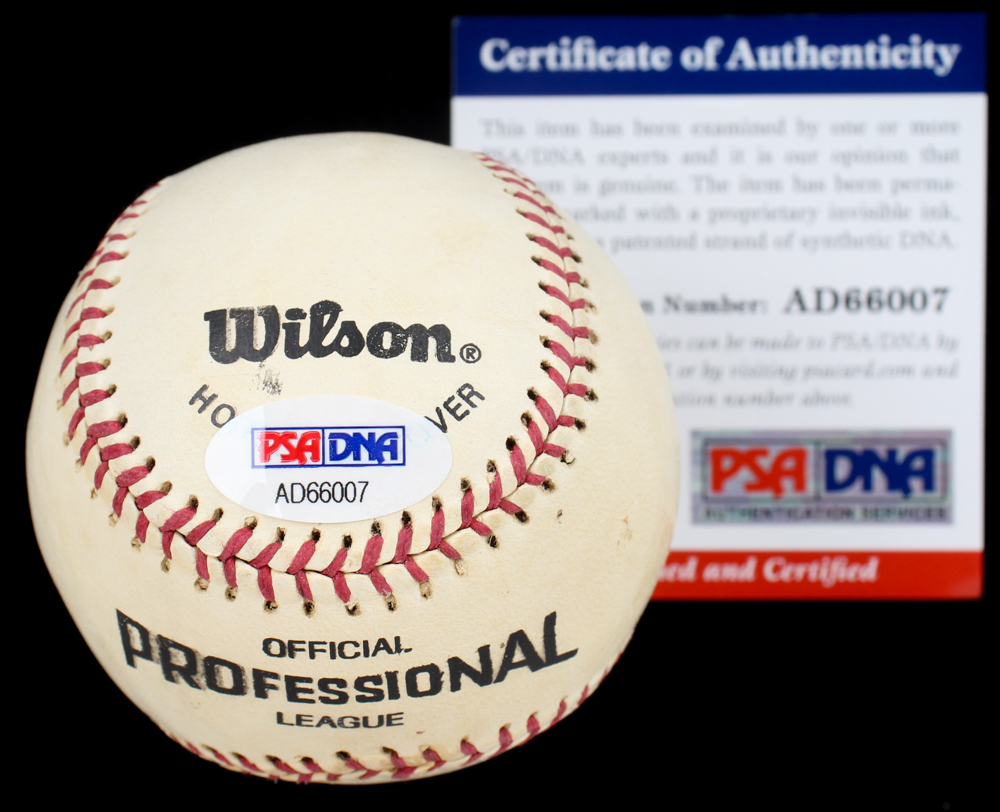 Certificate of Authenticity
This item has been examined by one or more
PSA/DNA experts and it is our opinion that
is genuine. The item has been perma-
marked with a proprietary invisible ink,
patented strand of synthetic DNA.
Number: AD66007
can be made to PSA/DNA by
or by visiting psacard.com and
number above.
PSA DNA
AUTHENTICATION SERVICES
and Certified
Wilson®
HO VER
PSA DNA
AD66007
OFFICIAL
PROFESSIONAL
LEAGUE